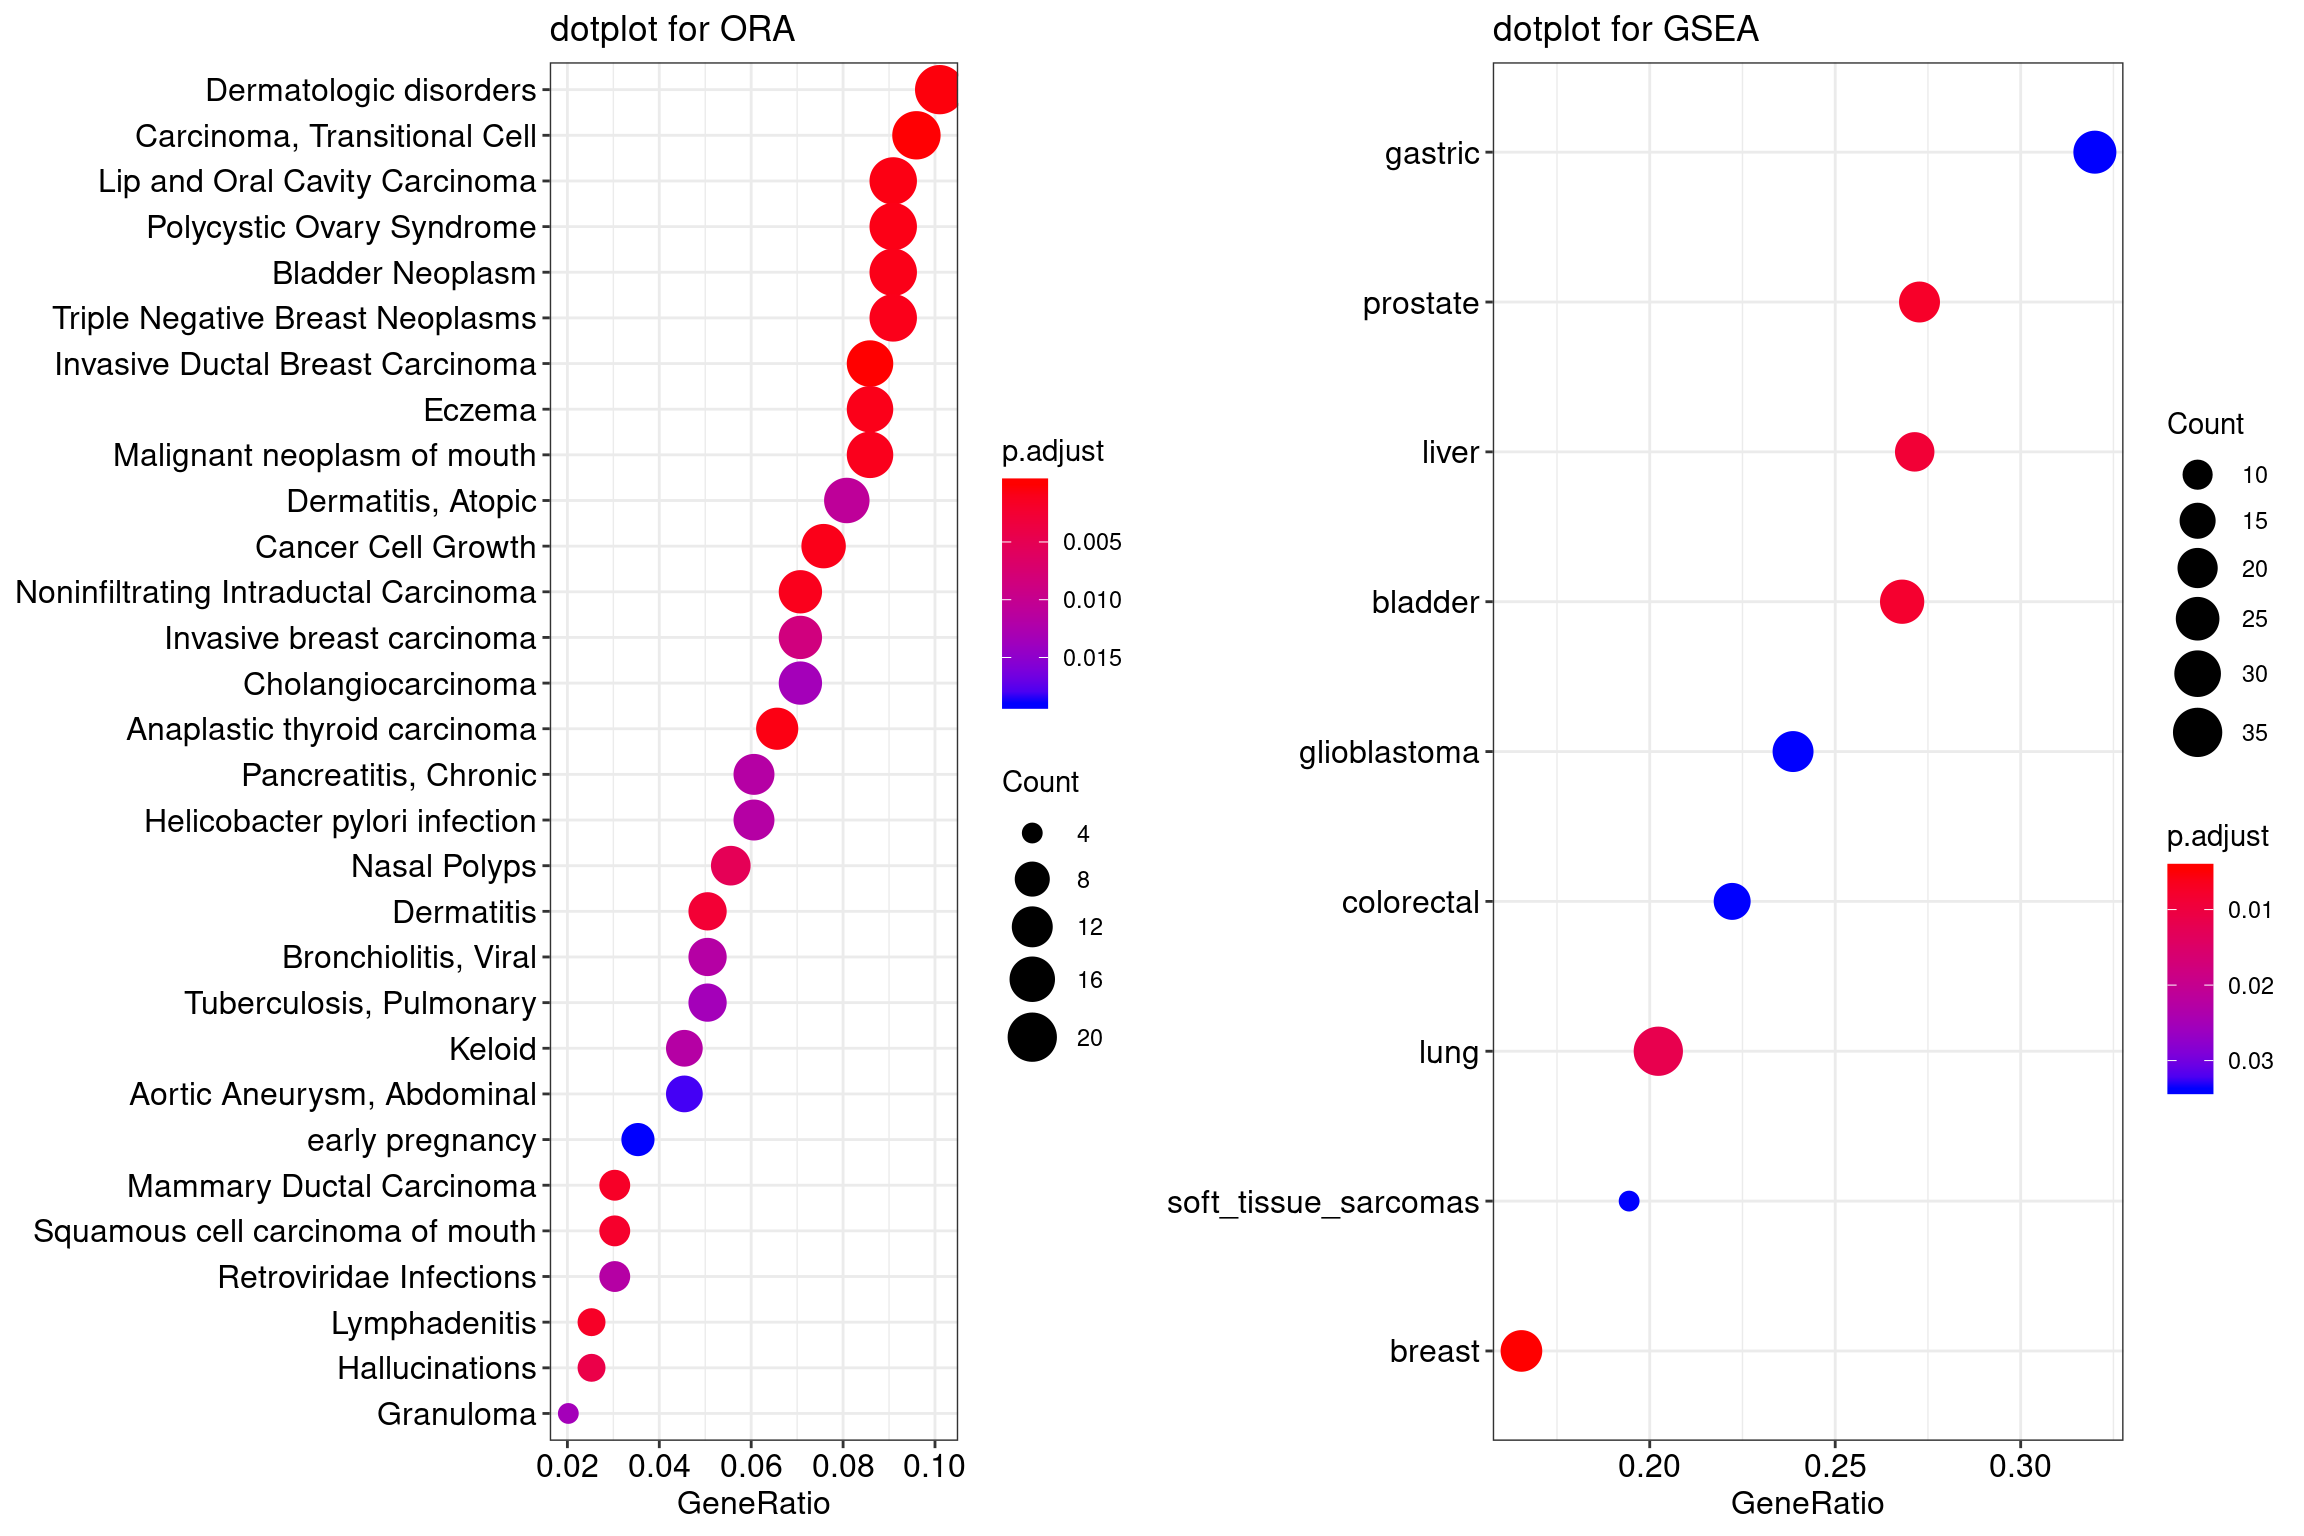 dotplot for ORA
Dermatologic disorders
Carcinoma, Transitional Cell
Lip and Oral Cavity Carcinoma
Polycystic Ovary Syndrome
Bladder Neoplasm
Triple Negative Breast Neoplasms
Invasive Ductal Breast Carcinoma
Eczema
Malignant neoplasm of mouth
Dermatitis, Atopic
Cancer Cell Growth
Noninfiltrating Intraductal Carcinoma
Invasive breast carcinoma
Cholangiocarcinoma
Anaplastic thyroid carcinoma
Pancreatitis, Chronic
Helicobacter pylori infection
Nasal Polyps
Dermatitis
Bronchiolitis, Viral
Tuberculosis, Pulmonary
Keloid
Aortic Aneurysm, Abdominal
early pregnancy
Mammary Ductal Carcinoma
Squamous cell carcinoma of mouth
Retroviridae Infections
Lymphadenitis
Hallucinations
Granuloma
0.02 0.04 0.06 0.08 0.10
GeneRatio
p.adjust
0.005
0.010
0.015
Count
4
8
12
16
20
dotplot for GSEA
gastric
prostate
liver
bladder
glioblastoma
colorectal
lung
soft_tissue_sarcomas
breast
0.20 0.25 0.30
GeneRatio
Count
10
15
20
25
30
35
p.adjust
0.01
0.02
0.03